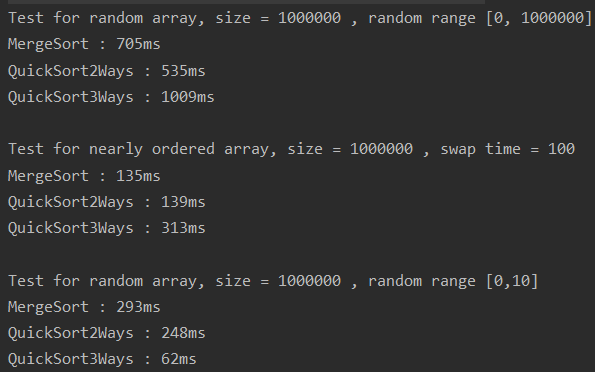 Test for random array, size = 1000000 , random range [0, 1000000]
MergeSort : 705ms
QuickSort2Ways : 535ms
QuickSort3Ways : 1009ms
Test for nearly ordered array, size = 1000000 , swap time = 100
MergeSort : 135ms
QuickSort2Ways : 139ms
QuickSort3Ways : 313ms
Test for random array, size = 1000000 , random range [0,10]
MergeSort : 293ms
QuickSort2Ways : 248ms
QuickSort3Ways : 62ms